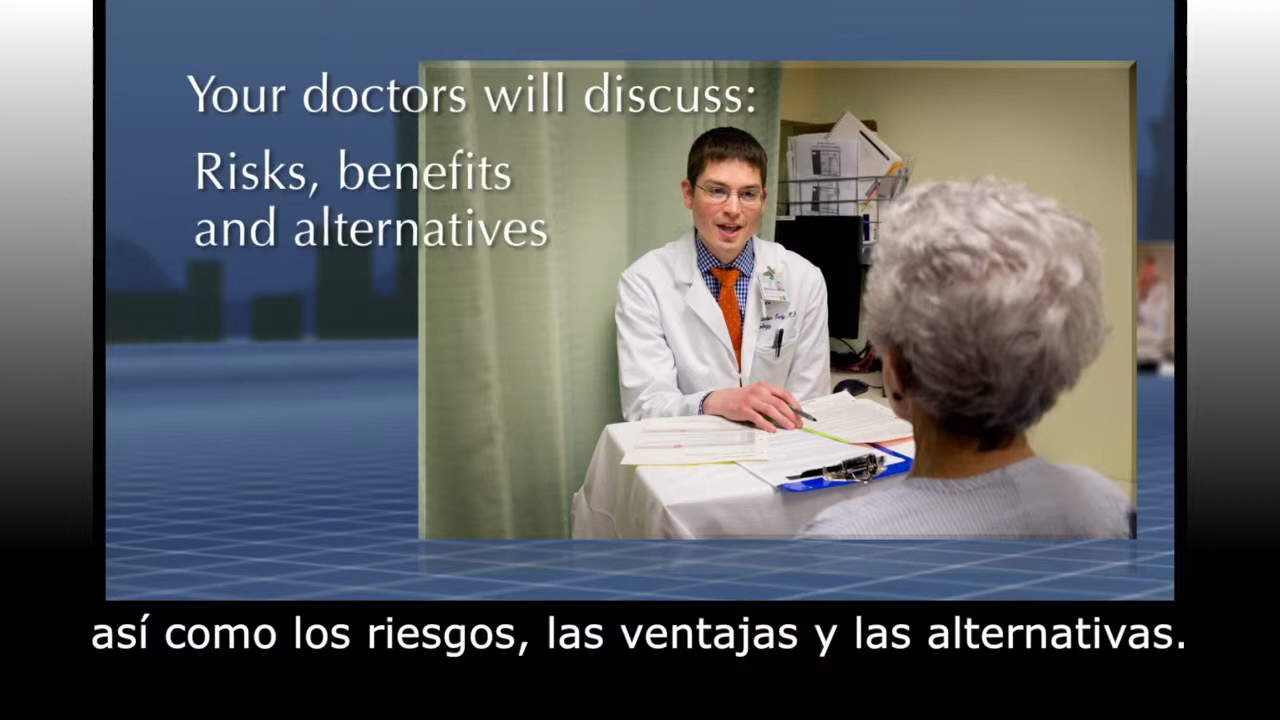 Your doctors will discuss:
Risks, benefits
and alternatives
así como los riesgos, las ventajas y las alternativas.